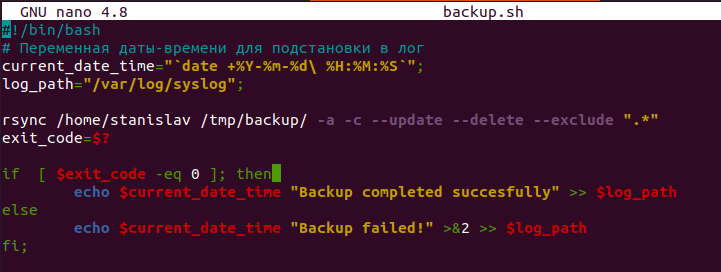 GNU nano 4.8 backup.sh
#!/bin/bash
# Переменная даты-времени для подстановки в лог
current_date_time="`date +%Y-%m-%d\ %H:%M:%S`";
log_path="/var/log/syslog";
rsync /home/stanislav /tmp/backup/ -a -c --update --delete --exclude ".*"
exit_code=$?
if  [ $exit_code -eq 0 ]; then
        echo $current_date_time "Backup completed succesfully" >> $log_path
else
        echo $current_date_time "Backup failed!" >&2 >> $log_path
fi;